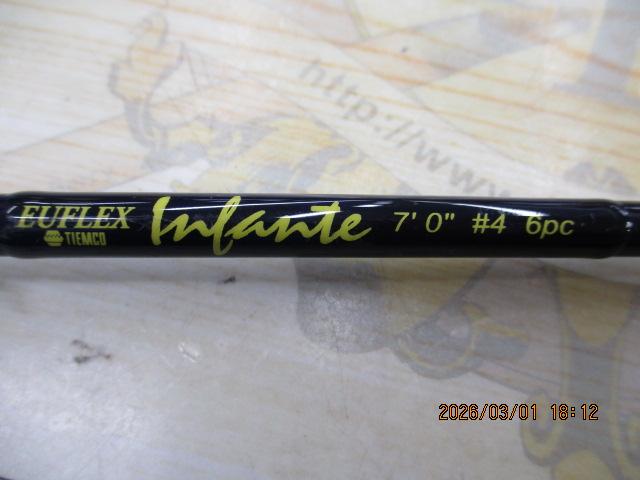 http://www.
EUFLEX Infante 7' 0" #4 6pc
TIEMCO
2026/03/01 18:12